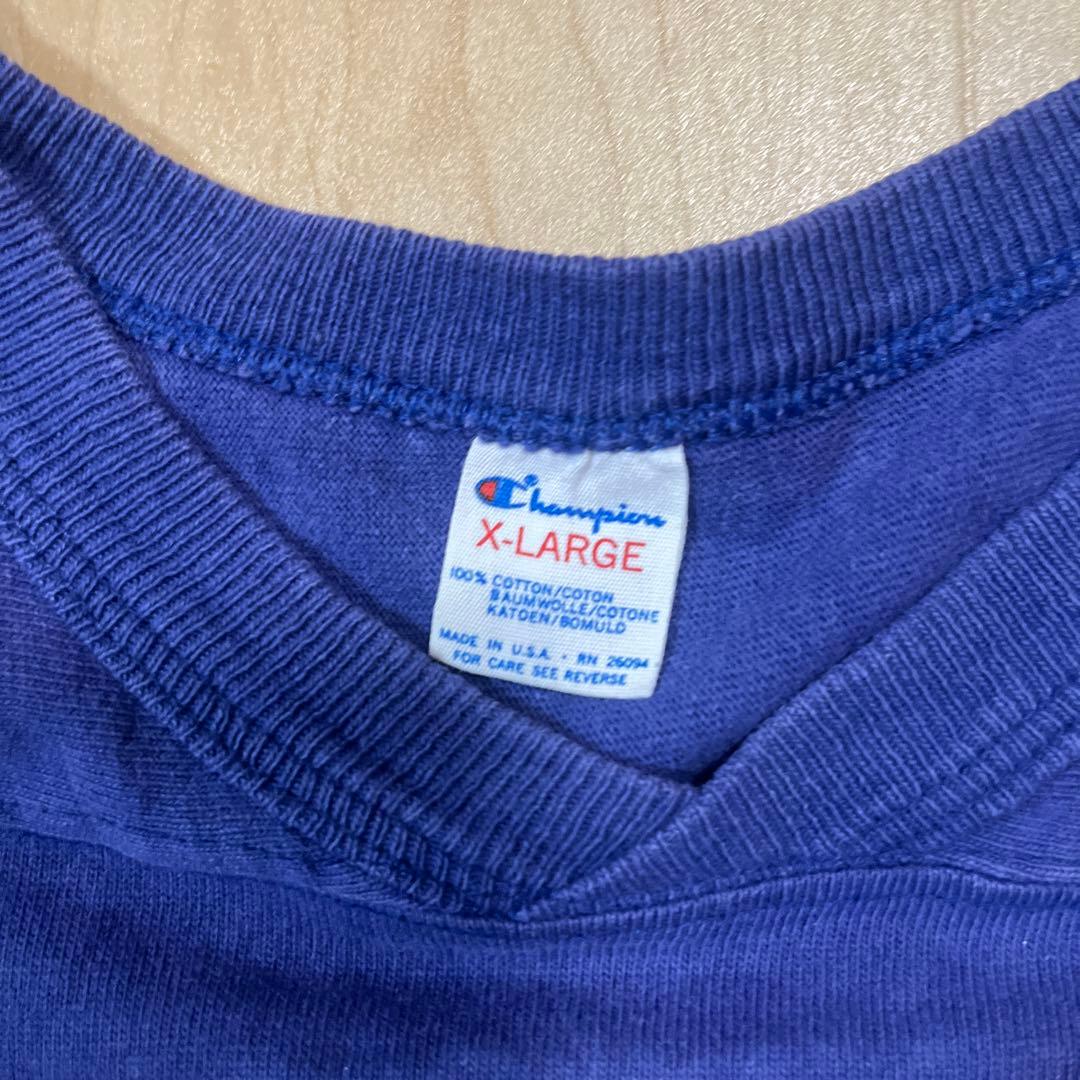 Champion
X-LARGE
100% COTTON/COTON
BAUMWOLLE/COTONE
KATOEN/BOMULD
MADE IN U.S.A. · RN 26094
FOR CARE SEE REVERSE